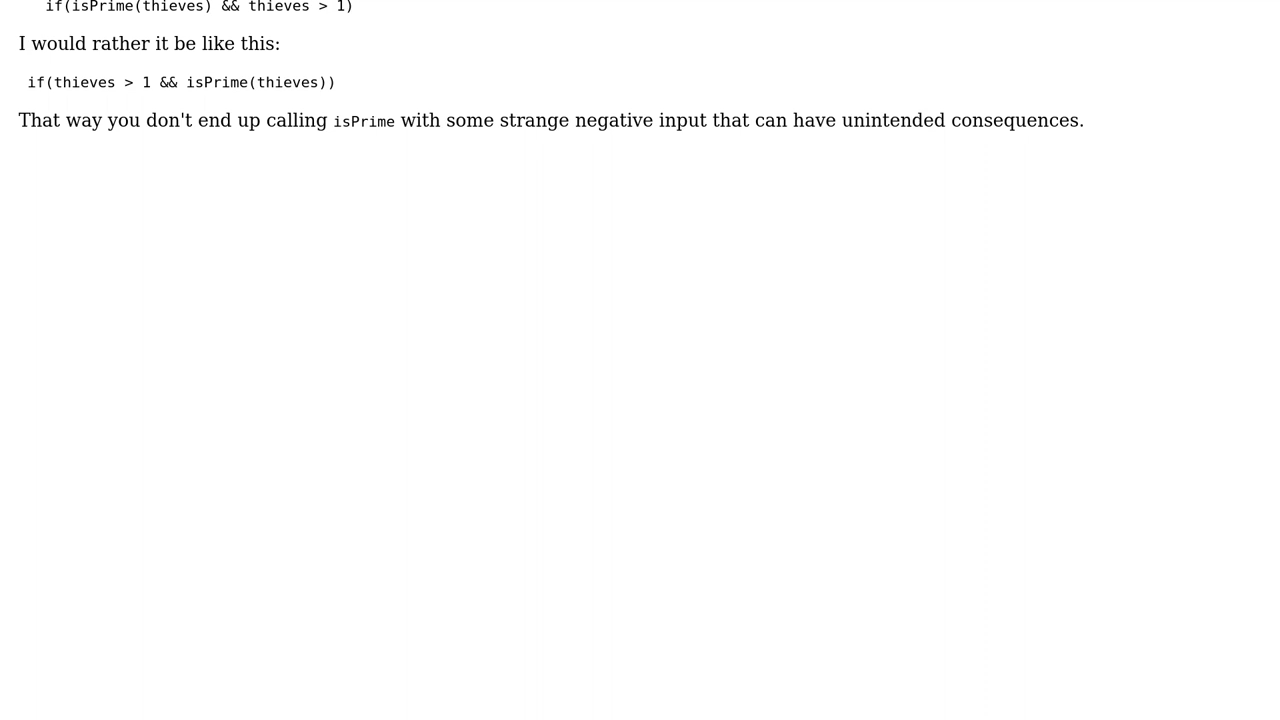 if(isPrime(thieves) && thieves > 1)
I would rather it be like this:
if(thieves > 1 && isPrime(thieves))
That way you don't end up calling isPrime with some strange negative input that can have unintended consequences.